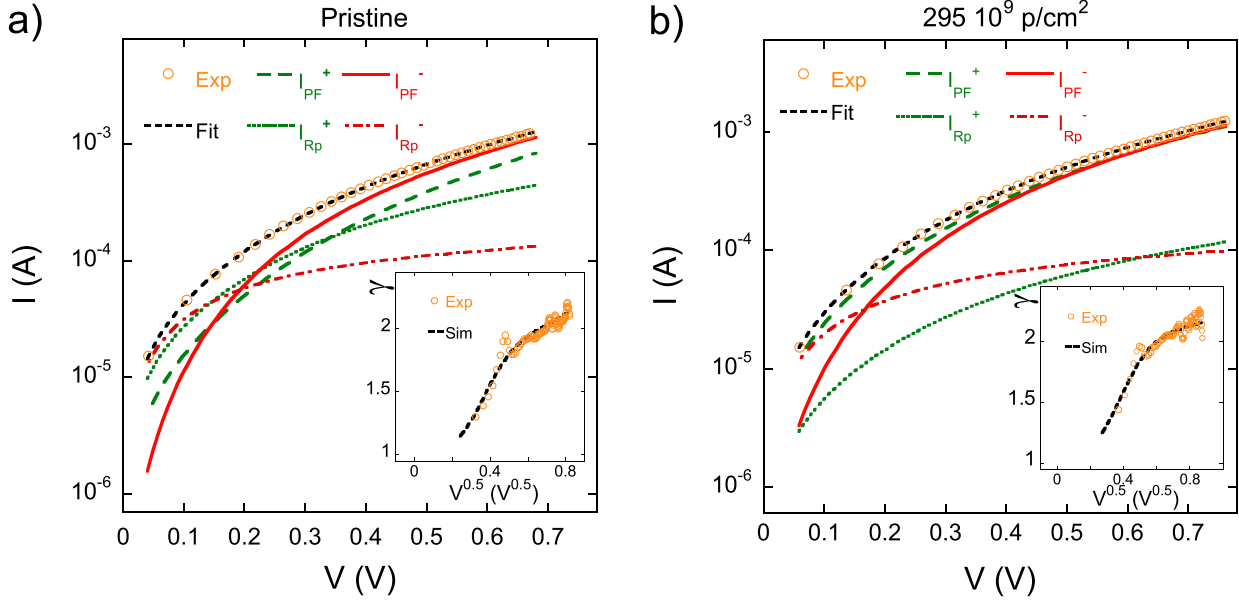 a)
Pristine
Exp I_PF^+ I_PF^-
Fit I_Rp^+ I_Rp^-
10^-3
10^-4
10^-5
10^-6
I (A)
0 0.1 0.2 0.3 0.4 0.5 0.6 0.7
V (V)
γ
Exp
Sim
2
1.5
1
0 0.4 0.8
V^0.5 (V^0.5)
b)
295 10^9 p/cm^2
Exp I_PF^+ I_PF^-
Fit I_Rp^+ I_Rp^-
10^-3
10^-4
10^-5
10^-6
I (A)
0 0.1 0.2 0.3 0.4 0.5 0.6 0.7
V (V)
γ
Exp
Sim
2
1.5
1
0 0.4 0.8
V^0.5 (V^0.5)